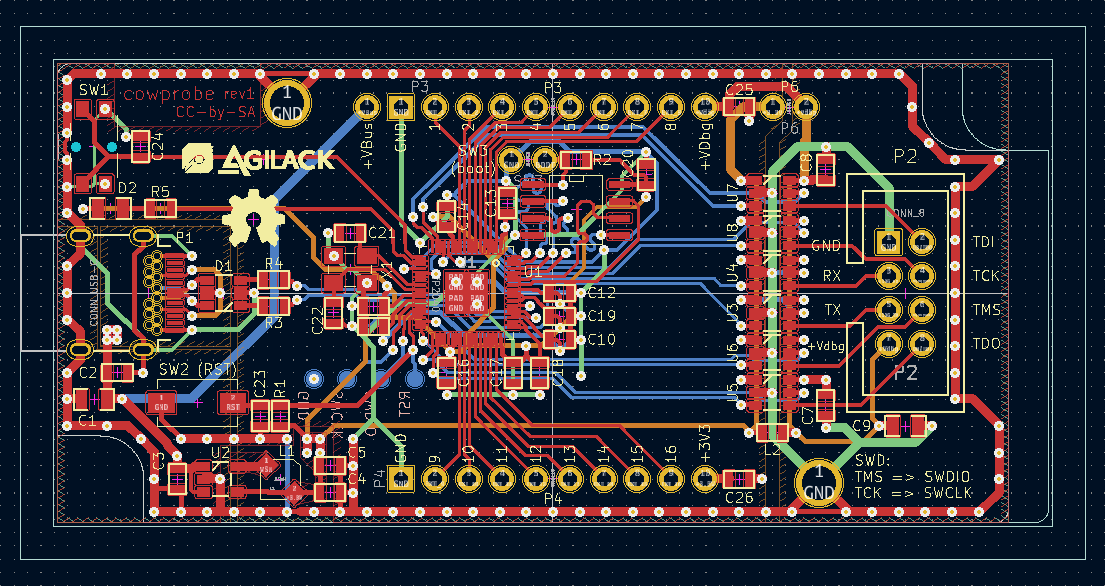 SW1
cowprobe rev1
CC-by-SA
1
GND
P3
P3
C25
P6
P6
+VBus
GND
1
2
3
4
5
6
7
8
+VDbg
C24
AGILACK
SW3
(boot)
R2
C8
P2
D2
R5
U7
CONN_8
P1
C21
U8
GND
TDI
D1
R4
U1
U4
RX
TCK
CONN_USB
C12
R3
C22
C19
U3
TX
TMS
C10
U6
+Vdbg
TDO
C2
SW2 (RST)
P2
C1
1
GND
2
RST
C23
R1
RST
U5
C7
C9
L2
C3
U2
L1
C5
C4
P4
GND
9
10
11
12
13
14
15
16
+3V3
P4
C26
1
GND
SWD:
TMS => SWDIO
TCK => SWCLK